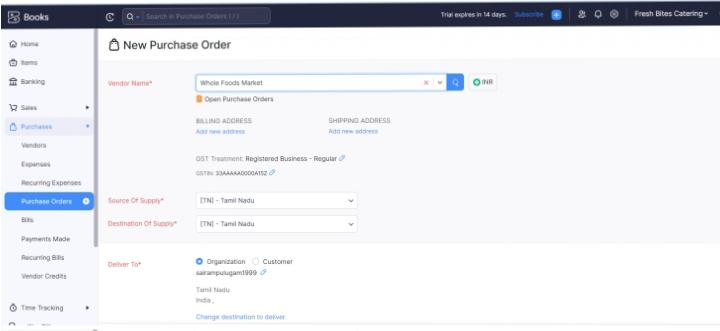 Books
Search in Purchase Orders ( / )
Trial expires in 14 days. Subscribe
Fresh Bites Catering
Home
Items
Banking
Sales
Purchases
Vendors
Expenses
Recurring Expenses
Purchase Orders
Bills
Payments Made
Recurring Bills
Vendor Credits
Time Tracking
New Purchase Order
Vendor Name*
Whole Foods Market
INR
Open Purchase Orders
BILLING ADDRESS
Add new address
SHIPPING ADDRESS
Add new address
GST Treatment: Registered Business - Regular
GSTIN: 33AAAAA0000A15Z
Source Of Supply*
[TN] - Tamil Nadu
Destination Of Supply*
[TN] - Tamil Nadu
Deliver To*
Organization Customer
sairampulugam1999
Tamil Nadu
India ,
Change destination to deliver